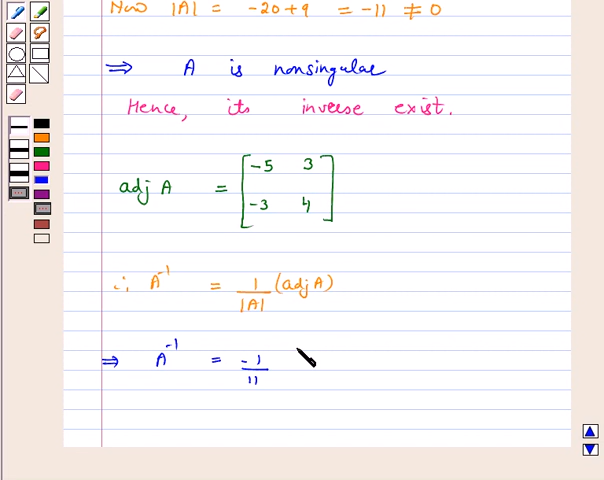 Now |A| = -20+9 = -11 ≠ 0
⇒ A is nonsingular
Hence, its inverse exist.
adj A = [-5 3
-3 4]
∴ A⁻¹ = 1/|A| (adj A)
⇒ A⁻¹ = -1/11